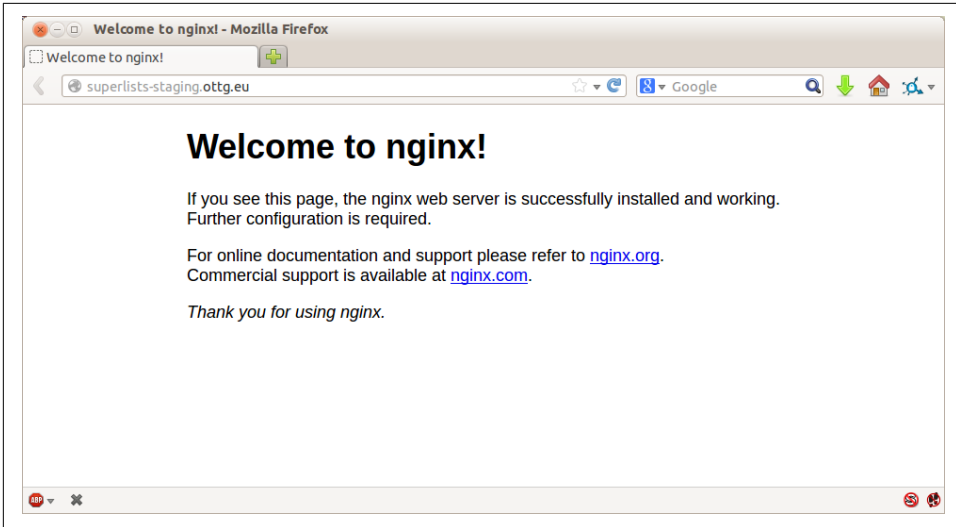 Welcome to nginx! - Mozilla Firefox
Welcome to nginx!
superlists-staging.ottg.eu
8 Google
Welcome to nginx!
If you see this page, the nginx web server is successfully installed and working.
Further configuration is required.
For online documentation and support please refer to nginx.org.
Commercial support is available at nginx.com.
Thank you for using nginx.
ABP